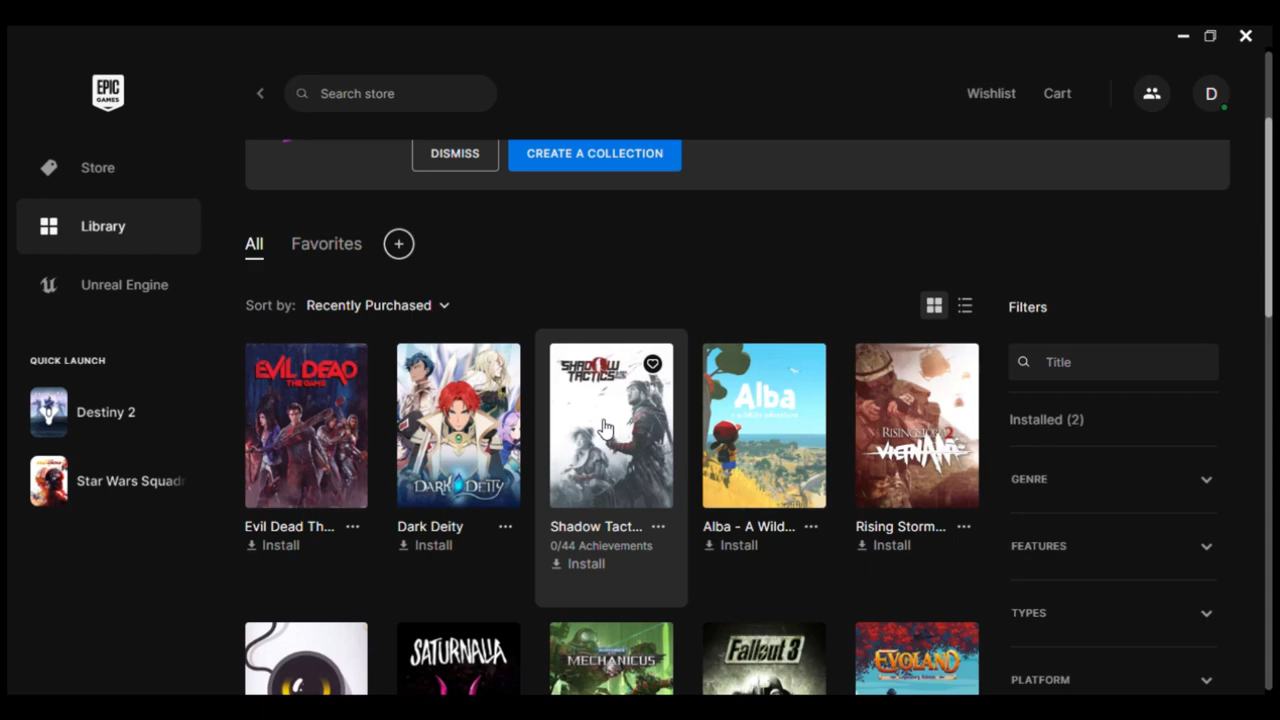 EPIC
GAMES
Search store
Wishlist
Cart
D
Store
DISMISS
CREATE A COLLECTION
Library
All
Favorites
Unreal Engine
Sort by: Recently Purchased
Filters
QUICK LAUNCH
Title
Destiny 2
Star Wars Squad
Installed (2)
GENRE
FEATURES
TYPES
PLATFORM
EVIL DEAD
THE GAME
DARK DEITY
SHADOW
TACTICS
Alba
a wildlife adventure
RISING STORM
VIETNAM
Evil Dead Th... ...
Install
Dark Deity ...
Install
Shadow Tact... ...
0/44 Achievements
Install
Alba - A Wild... ...
Install
Rising Storm... ...
Install
SATURNALIA
MECHANICUS
Fallout 3
EVOLAND